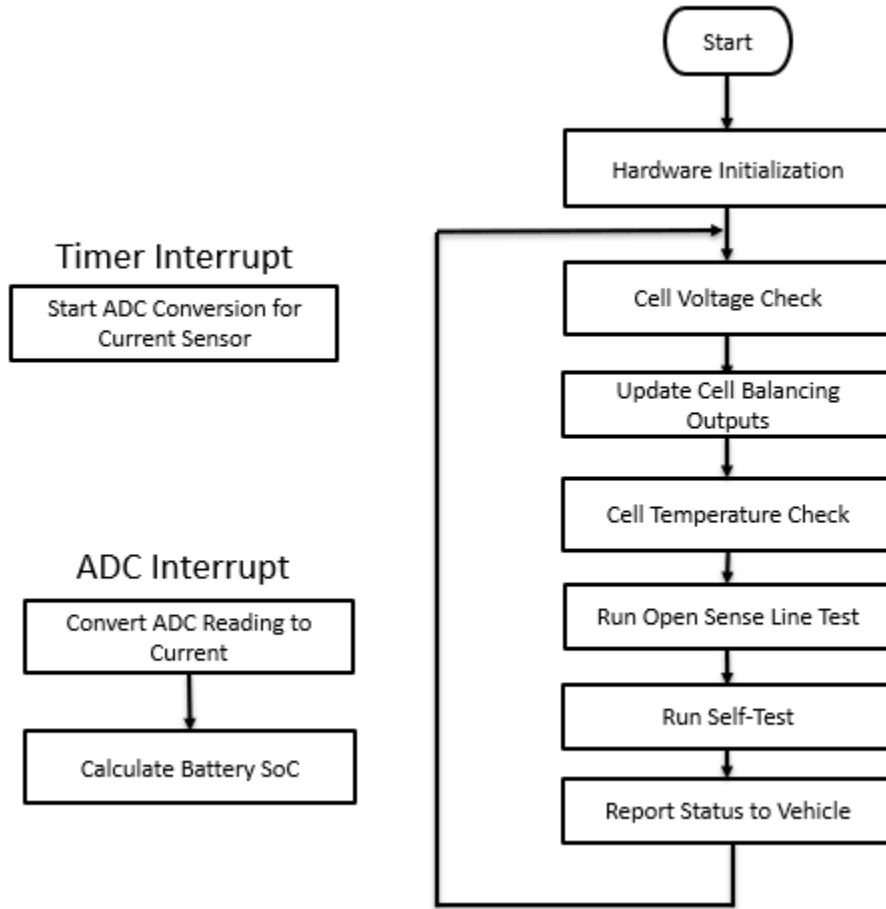 Start
Hardware Initialization
Timer Interrupt
Start ADC Conversion for
Current Sensor
Cell Voltage Check
Update Cell Balancing
Outputs
Cell Temperature Check
ADC Interrupt
Convert ADC Reading to
Current
Calculate Battery SoC
Run Open Sense Line Test
Run Self-Test
Report Status to Vehicle